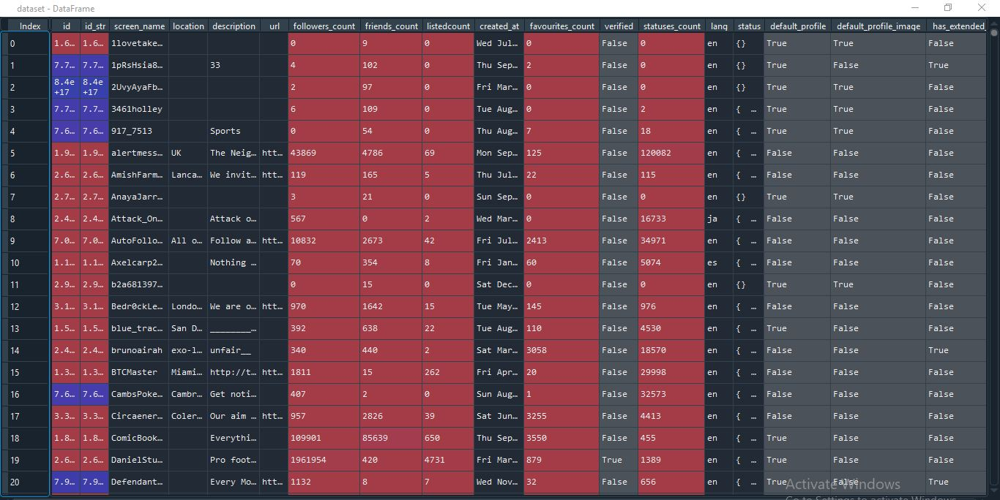 dataset - DataFrame
Index id id_str screen_name location description url followers_count friends_count listedcount created_at favourites_count verified statuses_count lang status default_profile default_profile_image has_extended_
0 1.6… 1.6… 1lovetake… 0 9 0 Wed Jul… 0 False 0 en {} True True False
1 7.7… 7.7… 1pRsHsia8… 33 4 102 0 Thu Sep… 2 False 0 en {} True False True
2 8.4e+17 8.4e+17 2UvyAyaFb… 2 97 0 Fri Mar… 0 False 0 en {} True True False
3 7.7… 7.7… 3461holley 6 109 0 Tue Aug… 0 False 2 en { … True True False
4 7.6… 7.6… 917_7513 Sports 0 54 0 Thu Aug… 7 False 18 en { … True True False
5 1.9… 1.9… alertmess… UK The Neig… htt… 43869 4786 69 Mon Sep… 125 False 120082 en { … False False False
6 2.6… 2.6… AmishFarm… Lanca… We invit… htt… 119 165 5 Thu Jul… 22 False 115 en { … False False False
7 2.7… 2.7… AnayaJarr… 3 21 0 Sun Sep… 0 False 0 en {} True True False
8 2.4… 2.4… Attack_On… Attack o… 567 0 2 Wed Mar… 0 False 16733 ja { … False False False
9 7.0… 7.0… AutoFollo… All o… Follow a… htt… 10832 2673 42 Fri Jul… 2413 False 34971 en { … False False False
10 1.1… 1.1… Axelcarp2… Nothing … 70 354 8 Fri Jan… 60 False 5074 es { … False False False
11 2.9… 2.9… b2a681397… 0 15 0 Sat Dec… 0 False 0 en {} True True False
12 3.1… 3.1… Bedr0ckLe… Londo… We are o… htt… 970 1642 15 Tue May… 145 False 976 en { … False False False
13 1.5… 1.5… blue_trac… San D… ________… 392 638 22 Tue Aug… 110 False 4530 en { … True False False
14 2.4… 2.4… brunoairah exo-l… unfair__ 340 440 2 Sat Mar… 3058 False 18570 en { … False False True
15 1.3… 1.3… BTCMaster Miami… http://t… htt… 1811 15 262 Fri Apr… 20 False 29998 en { … False False False
16 7.6… 7.6… CambsPoke… Cambr… Get noti… 407 2 0 Sun Aug… 1 False 32573 en { … False False False
17 3.3… 3.3… Circaener… Coler… Our aim … htt… 957 2826 39 Sat Jun… 3255 False 4413 en { … False False False
18 1.8… 1.8… ComicBook… Everythi… 109901 85639 650 Thu Sep… 3550 False 455 en { … True False False
19 2.6… 2.6… DanielStu… Pro foot… 1961954 420 4731 Fri Mar… 879 True 1389 en { … True False False
20 7.9… 7.9… Defendant… Every Mo… htt… 1132 8 7 Wed Nov… 32 False 656 en { … True False True
Activate Windows
Go to Settings to activate Windows.